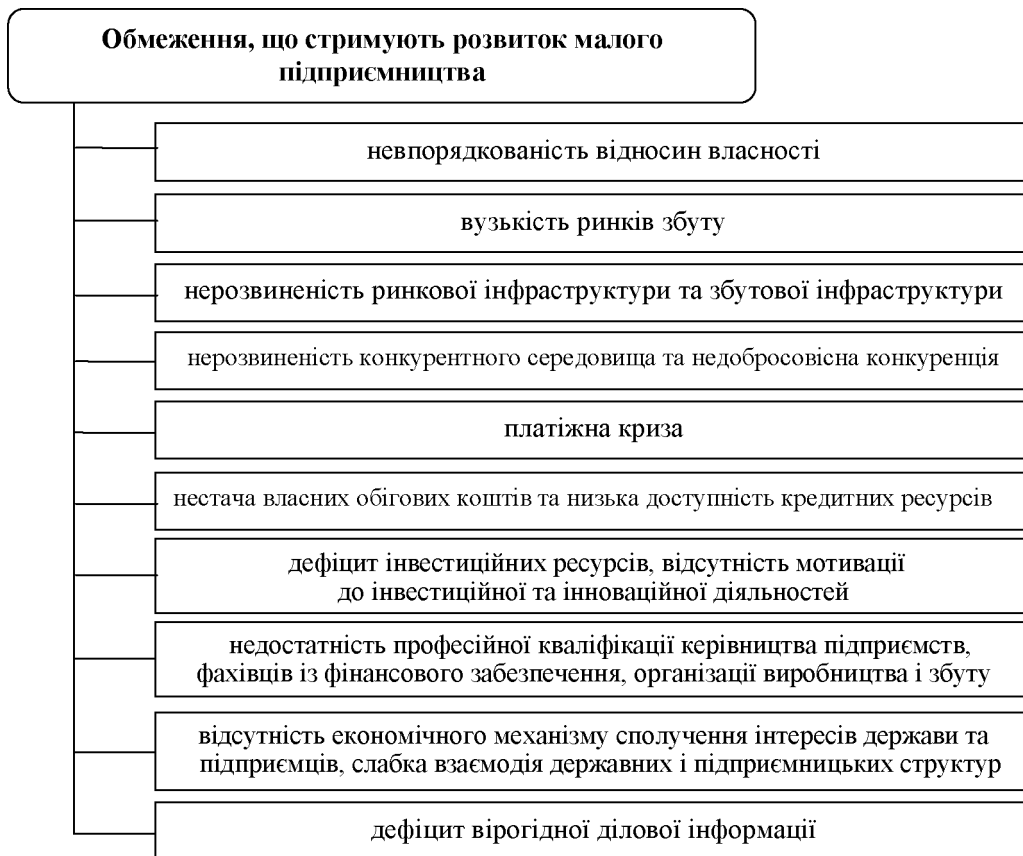 Обмеження, що стримують розвиток малого
підприємництва
невпорядкованість відносин власності
вузькість ринків збуту
нерозвиненість ринкової інфраструктури та збутової інфраструктури
нерозвиненість конкурентного середовища та недобросовісна конкуренція
платіжна криза
нестача власних обігових коштів та низька доступність кредитних ресурсів
дефіцит інвестиційних ресурсів, відсутність мотивації
до інвестиційної та інноваційної діяльностей
недостатність професійної кваліфікації керівництва підприємств,
фахівців із фінансового забезпечення, організації виробництва і збуту
відсутність економічного механізму сполучення інтересів держави та
підприємців, слабка взаємодія державних і підприємницьких структур
дефіцит вірогідної ділової інформації